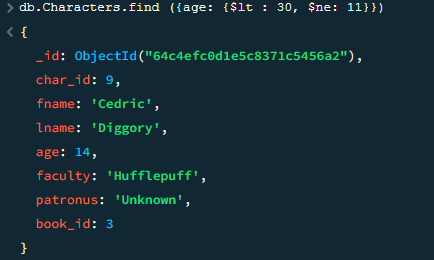 > db.Characters.find ({age: {$lt : 30, $ne: 11}})
< {
_id: ObjectId("64c4efc0d1e5c8371c5456a2"),
char_id: 9,
fname: 'Cedric',
lname: 'Diggory',
age: 14,
faculty: 'Hufflepuff',
patronus: 'Unknown',
book_id: 3
}